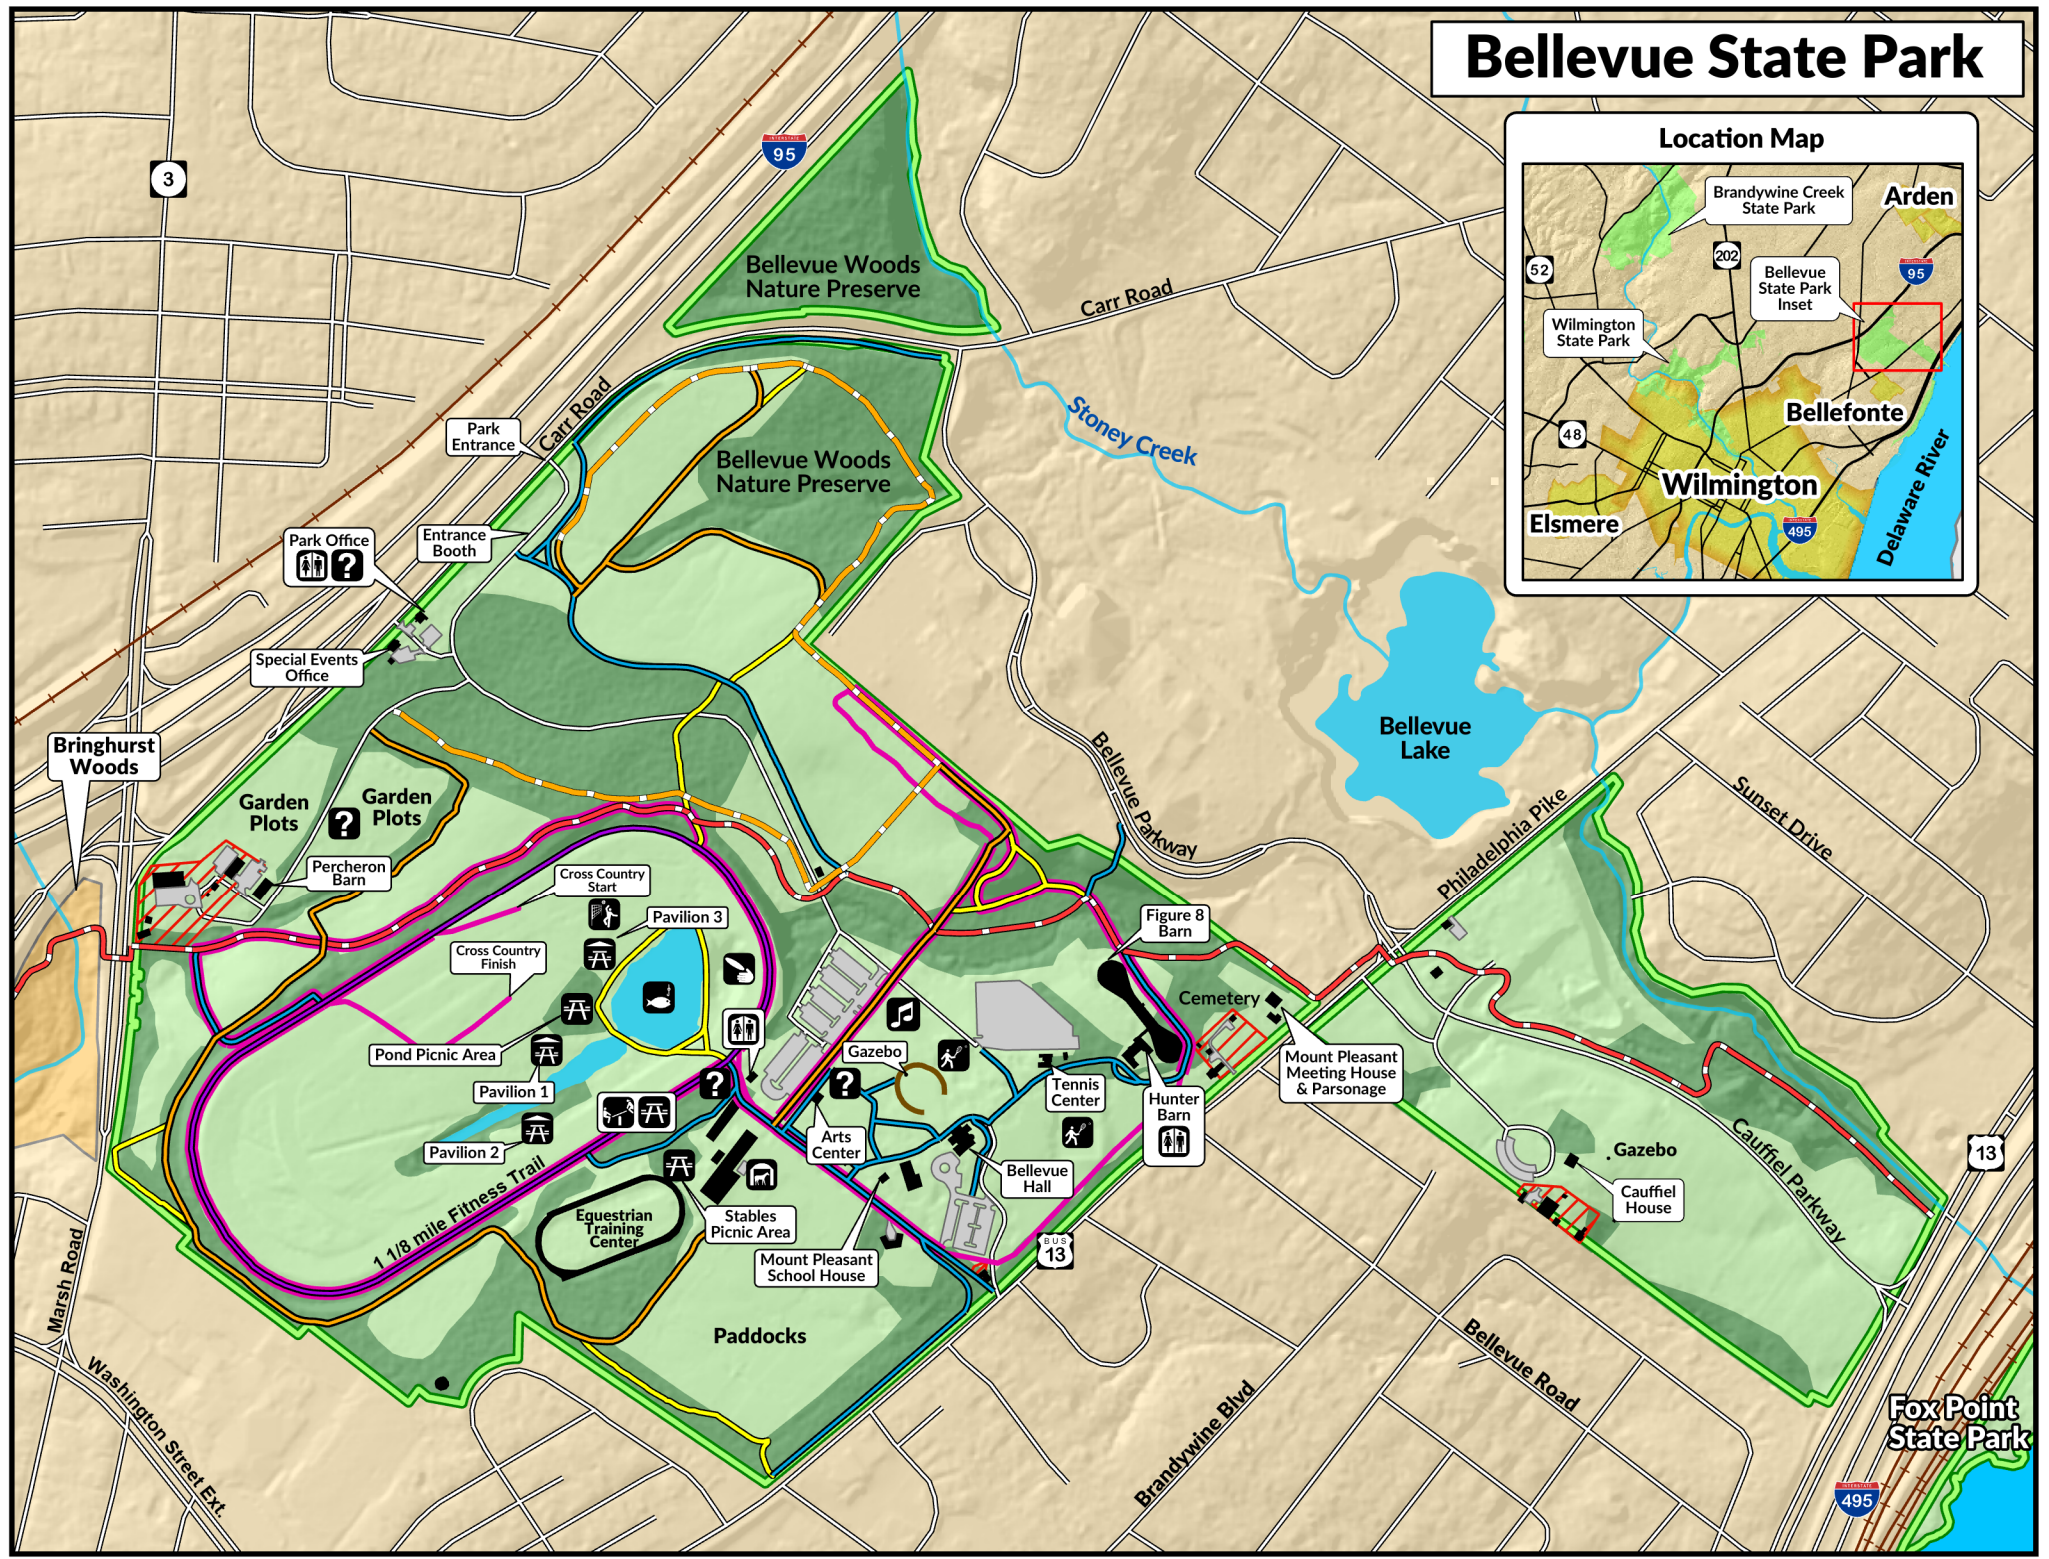 Bellevue State Park
Location Map
Brandywine Creek
State Park
Arden
202
52
Bellevue
State Park
Inset
INTERSTATE
95
Wilmington
State Park
Bellefonte
48
Wilmington
Elsmere
INTERSTATE
495
Delaware River
INTERSTATE
95
3
Bellevue Woods
Nature Preserve
Carr Road
Carr Road
Park
Entrance
Stoney Creek
Bellevue Woods
Nature Preserve
Entrance
Booth
Park Office
?
Special Events
Office
Bringhurst
Woods
Bellevue
Lake
Bellevue Parkway
Sunset Drive
Philadelphia Pike
Garden
Plots
Garden
Plots
?
Percheron
Barn
Cross Country
Start
Pavilion 3
Figure 8
Barn
Cross Country
Finish
Cemetery
Pond Picnic Area
Gazebo
Mount Pleasant
Meeting House
& Parsonage
Pavilion 1
?
?
Tennis
Center
Hunter
Barn
Pavilion 2
Arts
Center
Bellevue
Hall
Cauffiel Parkway
Gazebo
Cauffiel
House
13
1 1/8 mile Fitness Trail
Equestrian
Training
Center
Stables
Picnic Area
Mount Pleasant
School House
BUS
13
Marsh Road
Paddocks
Washington Street Ext.
Bellevue Road
Brandywine Blvd
Fox Point
State Park
INTERSTATE
495